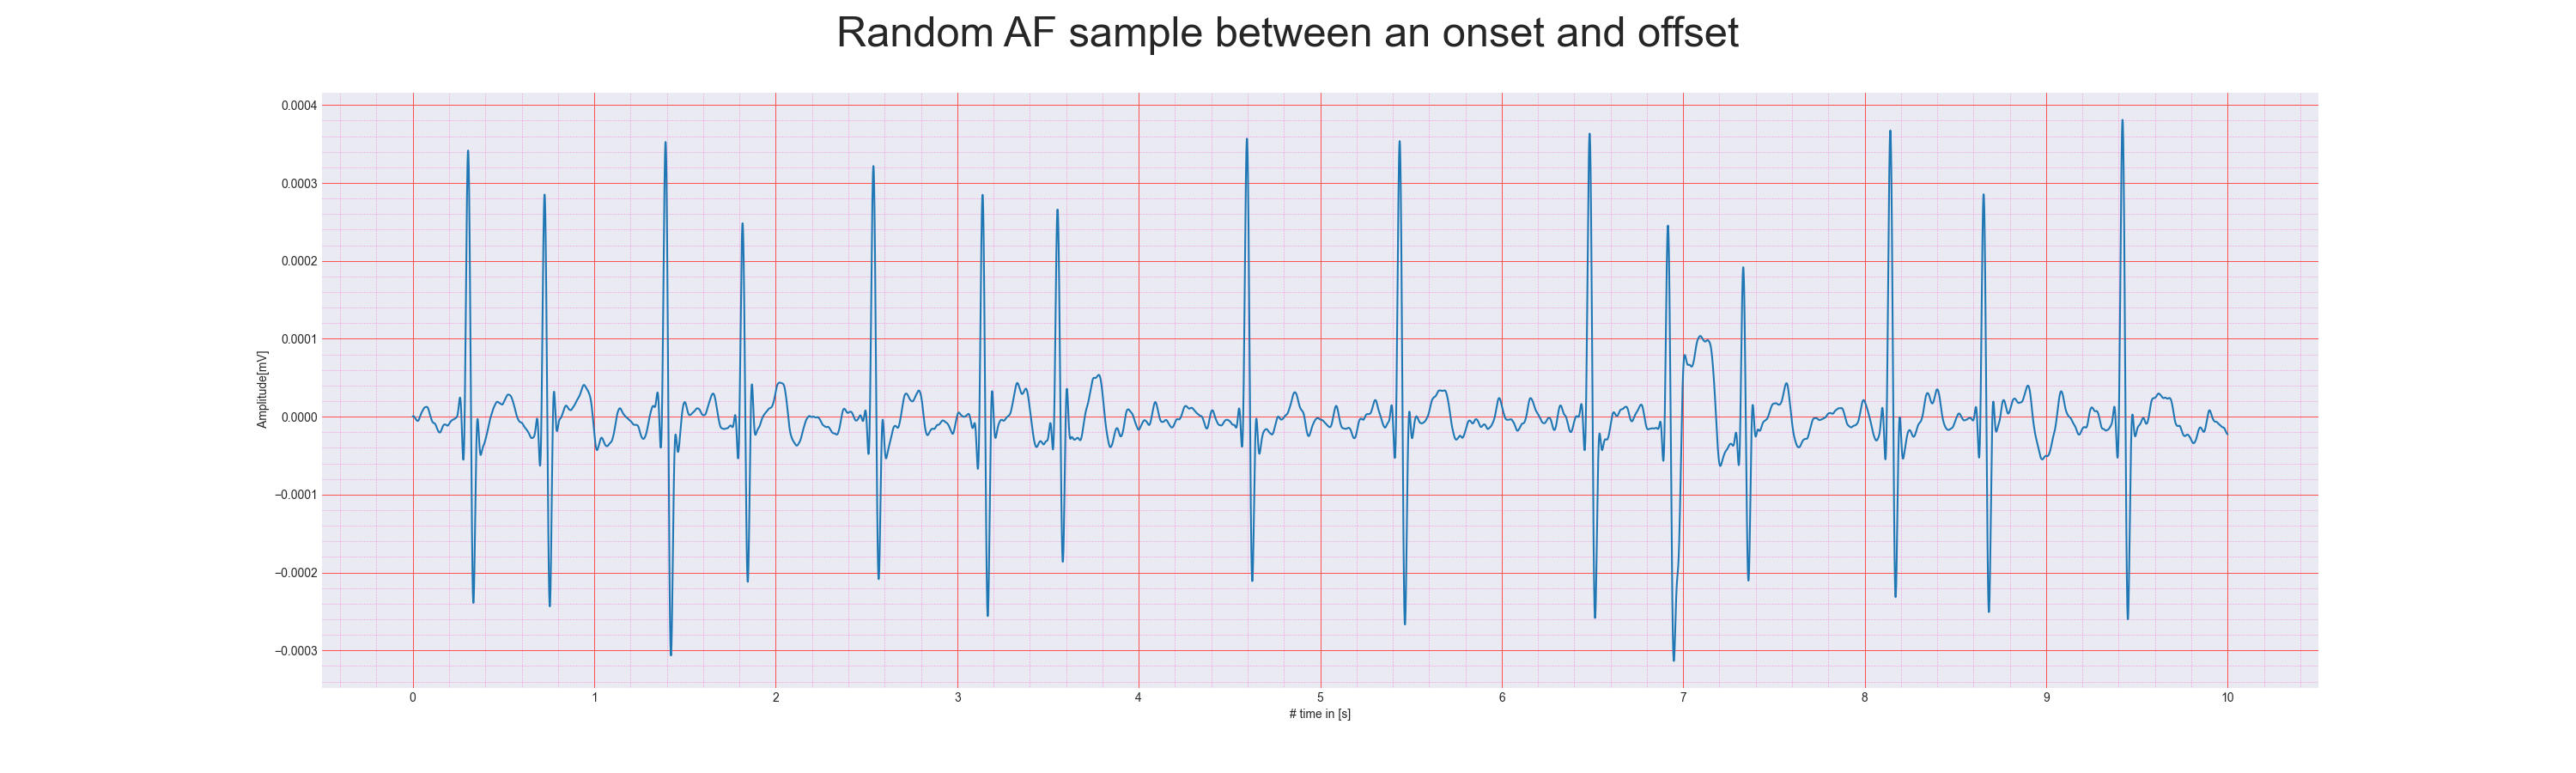 Random AF sample between an onset and offset
0.0004
0.0003
0.0002
0.0001
0.0000
−0.0001
−0.0002
−0.0003
Amplitude[mV]
0 1 2 3 4 5 6 7 8 9 10
# time in [s]